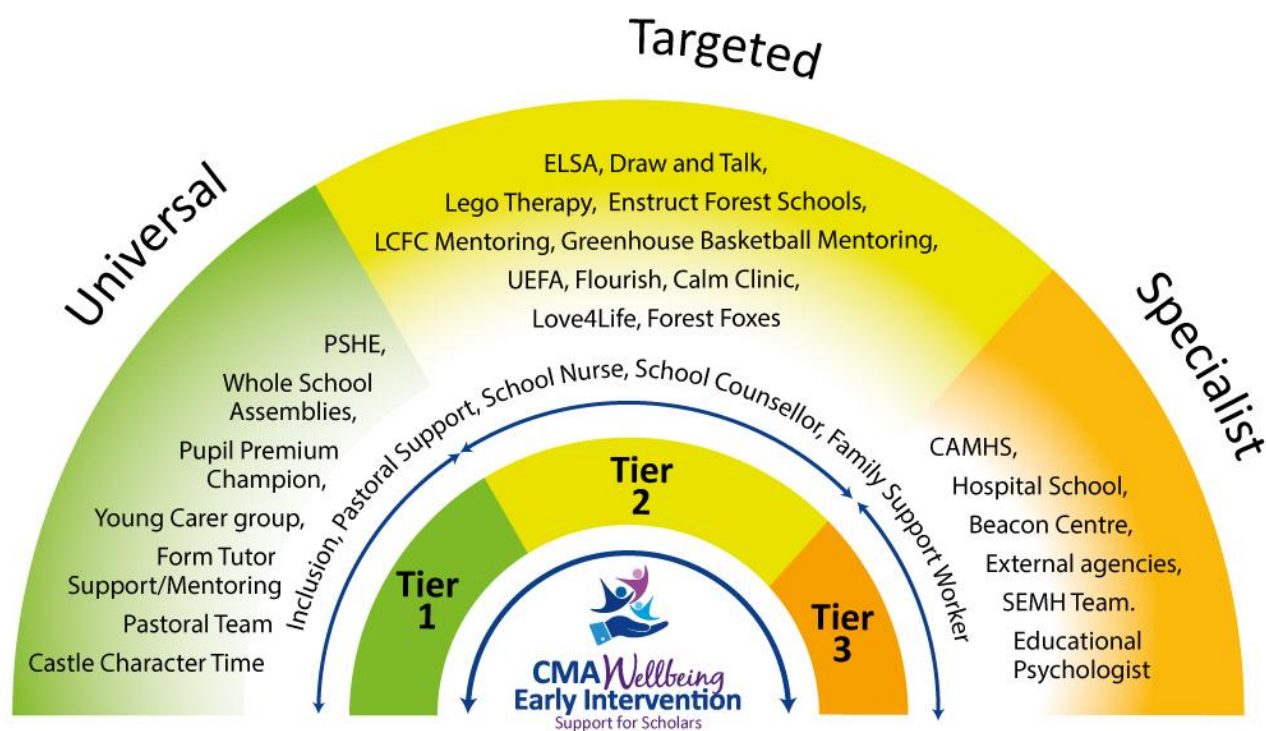 Targeted
Universal
Specialist
ELSA, Draw and Talk,
Lego Therapy, Enstruct Forest Schools,
LCFC Mentoring, Greenhouse Basketball Mentoring,
UEFA, Flourish, Calm Clinic,
Love4Life, Forest Foxes
PSHE,
Whole School
Assemblies,
Pupil Premium
Champion,
Young Carer group,
Form Tutor
Support/Mentoring
Pastoral Team
Castle Character Time
CAMHS,
Hospital School,
Beacon Centre,
External agencies,
SEMH Team.
Educational
Psychologist
Inclusion, Pastoral Support, School Nurse, School Counsellor, Family Support Worker
Tier
1
Tier
2
Tier
3
CMA Wellbeing
Early Intervention
Support for Scholars